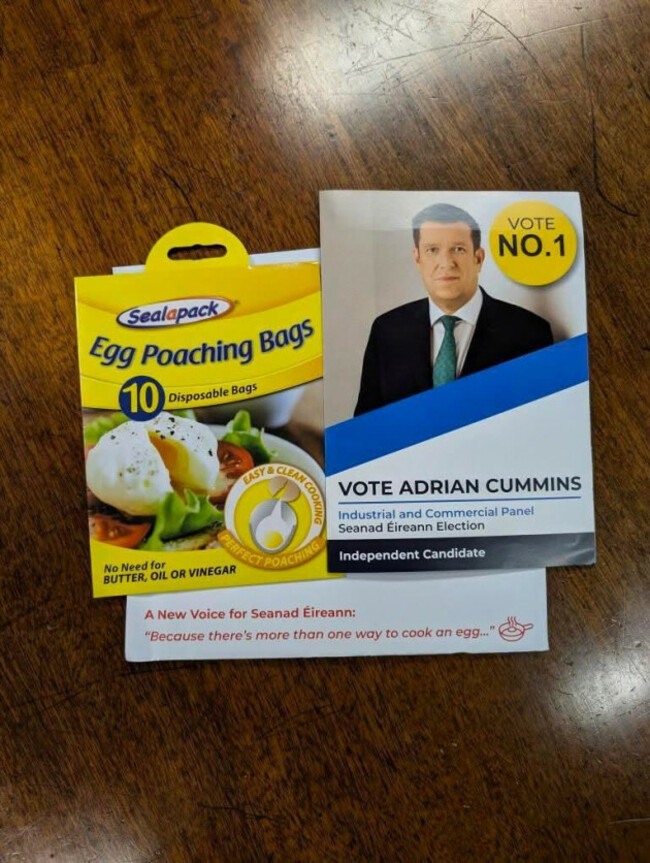 Sealapack
Egg Poaching Bags
10 Disposable Bags
EASY & CLEAN COOKING
PERFECT POACHING
No Need for
BUTTER, OIL OR VINEGAR
VOTE
NO.1
VOTE ADRIAN CUMMINS
Industrial and Commercial Panel
Seanad Éireann Election
Independent Candidate
A New Voice for Seanad Éireann:
“Because there's more than one way to cook an egg...”